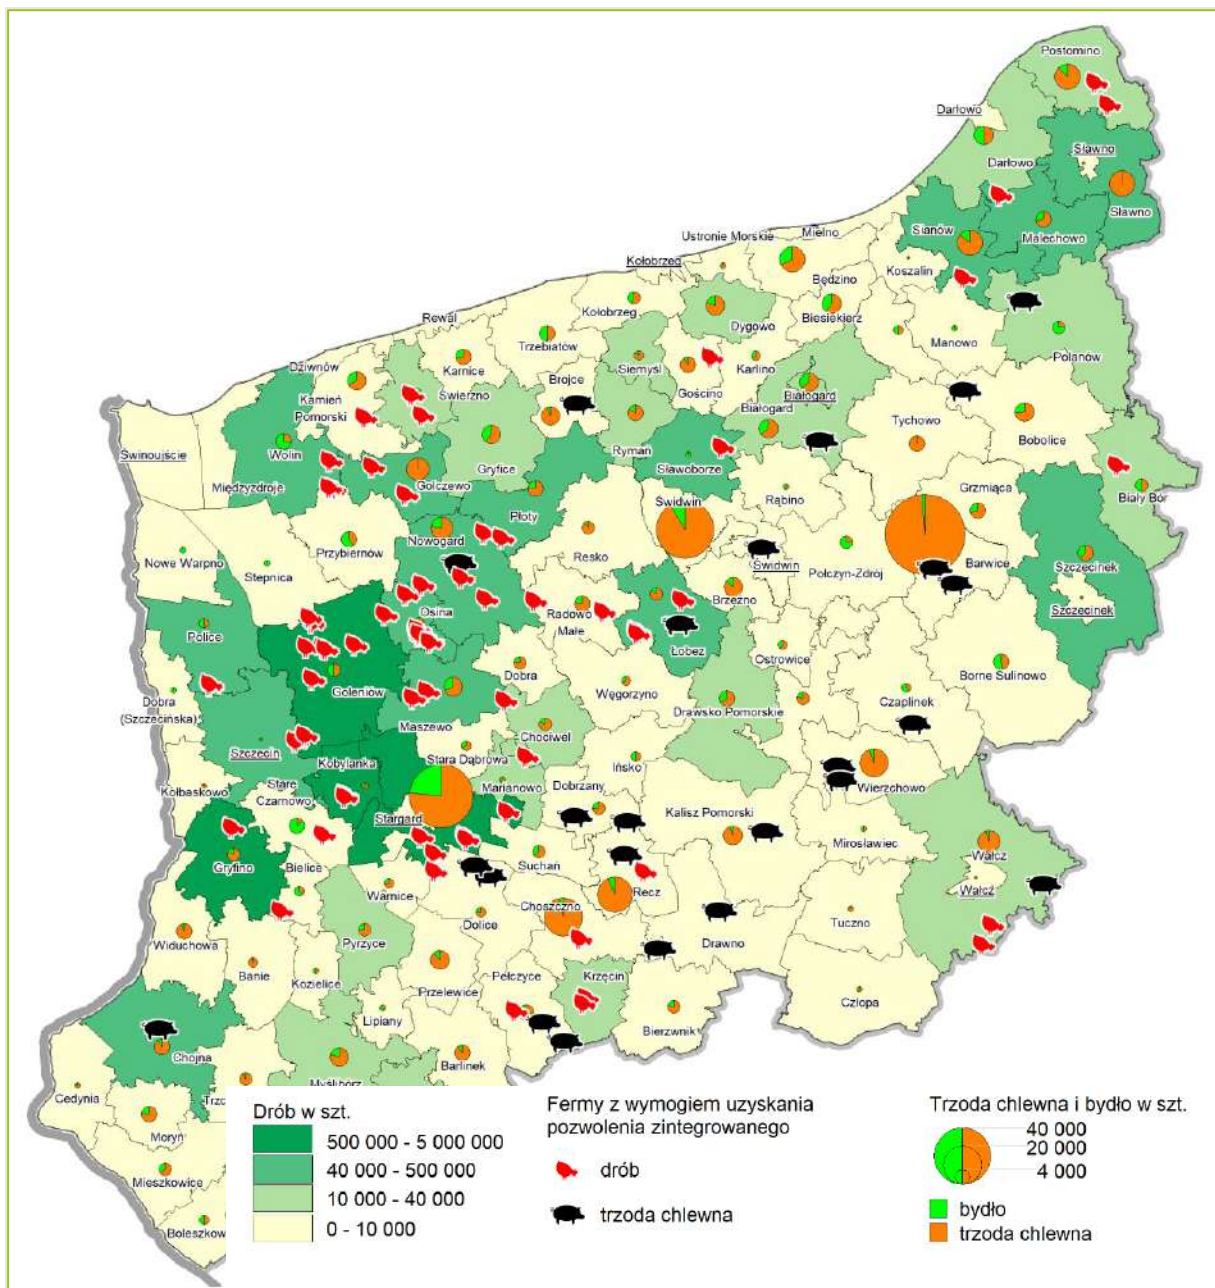 Postomino
Darłowo
Sławno
Darłowo
Sławno
Sianów
Malechowo
Mielno
Ustronie Morskie
Kołobrzeg
Koszalin
Będzino
Kołobrzeg
Dygowo
Biesiekierz
Rewal
Trzebiatów
Manowo
Polanów
Karnice
Siemyśl
Dziwnów
Brojce
Gościno
Karlino
Kamień
Pomorski
Świerzno
Białogard
Białogard
Tychowo
Bobolice
Świnoujście
Wolin
Ryman
Gryfice
Sławoborze
Międzyzdroje
Golczewo
Rąbino
Grzmiąca
Biały Bór
Płoty
Świdwin
Nowogard
Przybiernów
Resko
Świdwin
Połczyn-Zdrój
Barwice
Szczecinek
Nowe Warpno
Stepnica
Szczecinek
Brzeżno
Osina
Radowo
Małe
Police
Łobez
Ostrowice
Dobra
Goleniów
Węgorzyno
Borne Sulinowo
Dobra
(Szczecińska)
Czaplinek
Drawsko Pomorskie
Maszewo
Chociwel
Szczecin
Stara Dąbrowa
Kobylanka
Ińsko
Kołbaskowo
Stare
Czarnowo
Marianowo
Dobrzany
Wierzchowo
Stargard
Kalisz Pomorski
Mirosławiec
Gryfino
Bielice
Suchań
Wałcz
Warnice
Recz
Wałcz
Choszczno
Dolice
Tuczno
Widuchowa
Pyrzyce
Drawno
Banie
Kozielice
Przelewice
Pełczyce
Krzęcin
Człopa
Lipiany
Bierzwnik
Chojna
Barlinek
Myślibórz
Cedynia
Trzc
Moryń
Mieszkowice
Boleszkow
Drób w szt.
500 000 - 5 000 000
40 000 - 500 000
10 000 - 40 000
0 - 10 000
Fermy z wymogiem uzyskania
pozwolenia zintegrowanego
drób
trzoda chlewna
Trzoda chlewna i bydło w szt.
40 000
20 000
4 000
bydło
trzoda chlewna